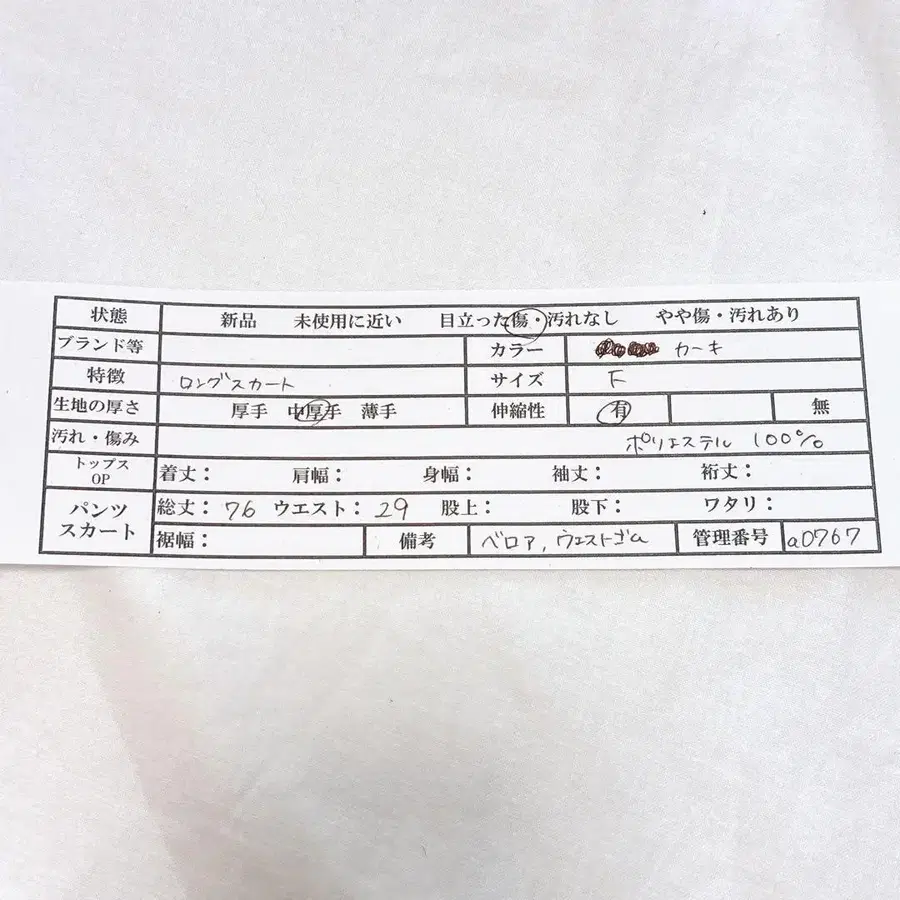 状態 新品 未使用に近い 目立った傷・汚れなし やや傷・汚れあり
ブランド等 カラー カーキ
特徴 ロングスカート サイズ F
生地の厚さ 厚手 中厚手 薄手 伸縮性 有 無
汚れ・傷み ポリエステル 100%
トップス OP 着丈: 肩幅: 身幅: 袖丈: 裄丈:
パンツ スカート 総丈: 76 ウエスト: 29 股上: 股下: ワタリ:
裾幅: 備考 ベロア, ウエストゴム 管理番号 a0767